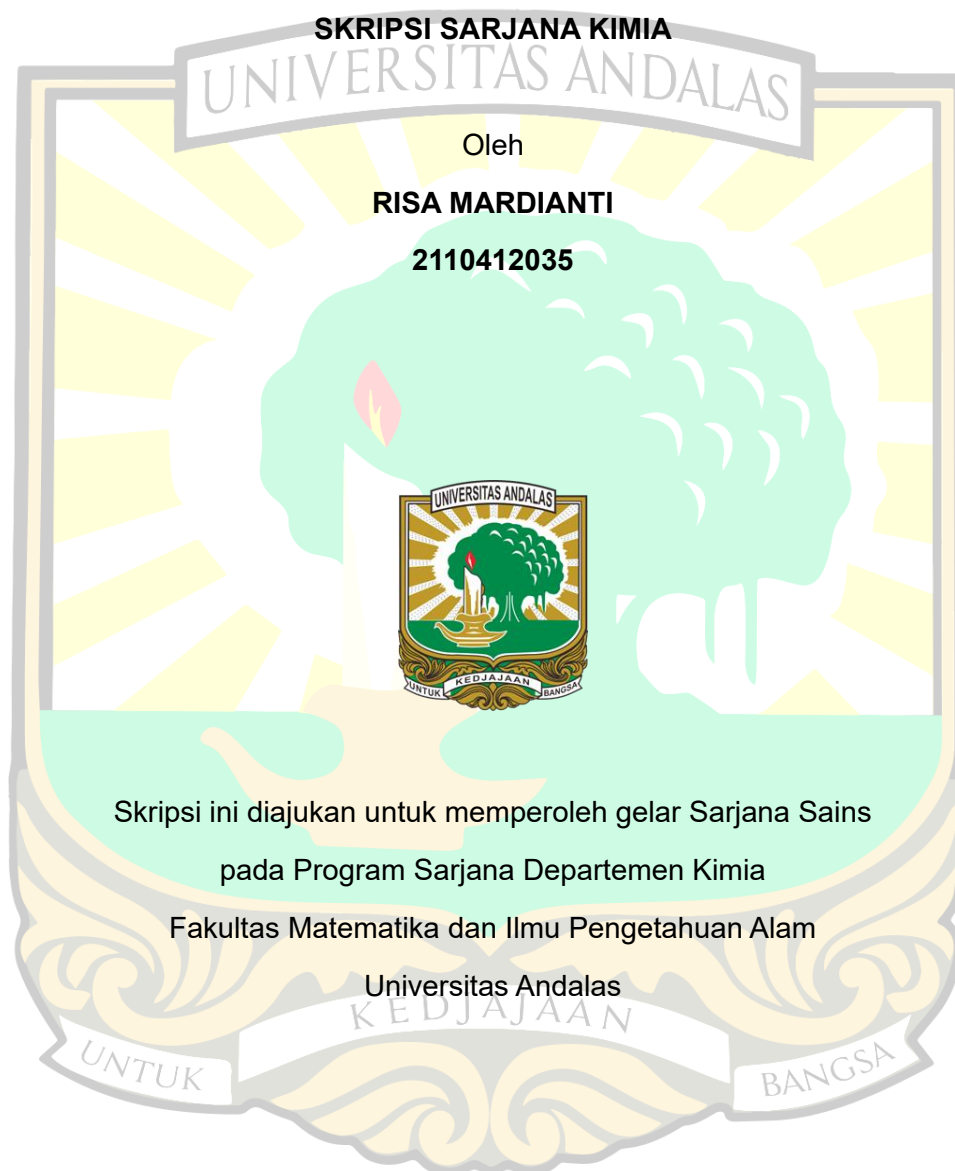 SKRIPSI SARJANA KIMIA
UNIVERSITAS ANDALAS
Oleh
RISA MARDIANTI
2110412035
UNIVERSITAS ANDALAS
UNTUK KEDJAJAAN BANGSA
Skripsi ini diajukan untuk memperoleh gelar Sarjana Sains
pada Program Sarjana Departemen Kimia
Fakultas Matematika dan Ilmu Pengetahuan Alam
Universitas Andalas
UNTUK KEDJAJAAN BANGSA